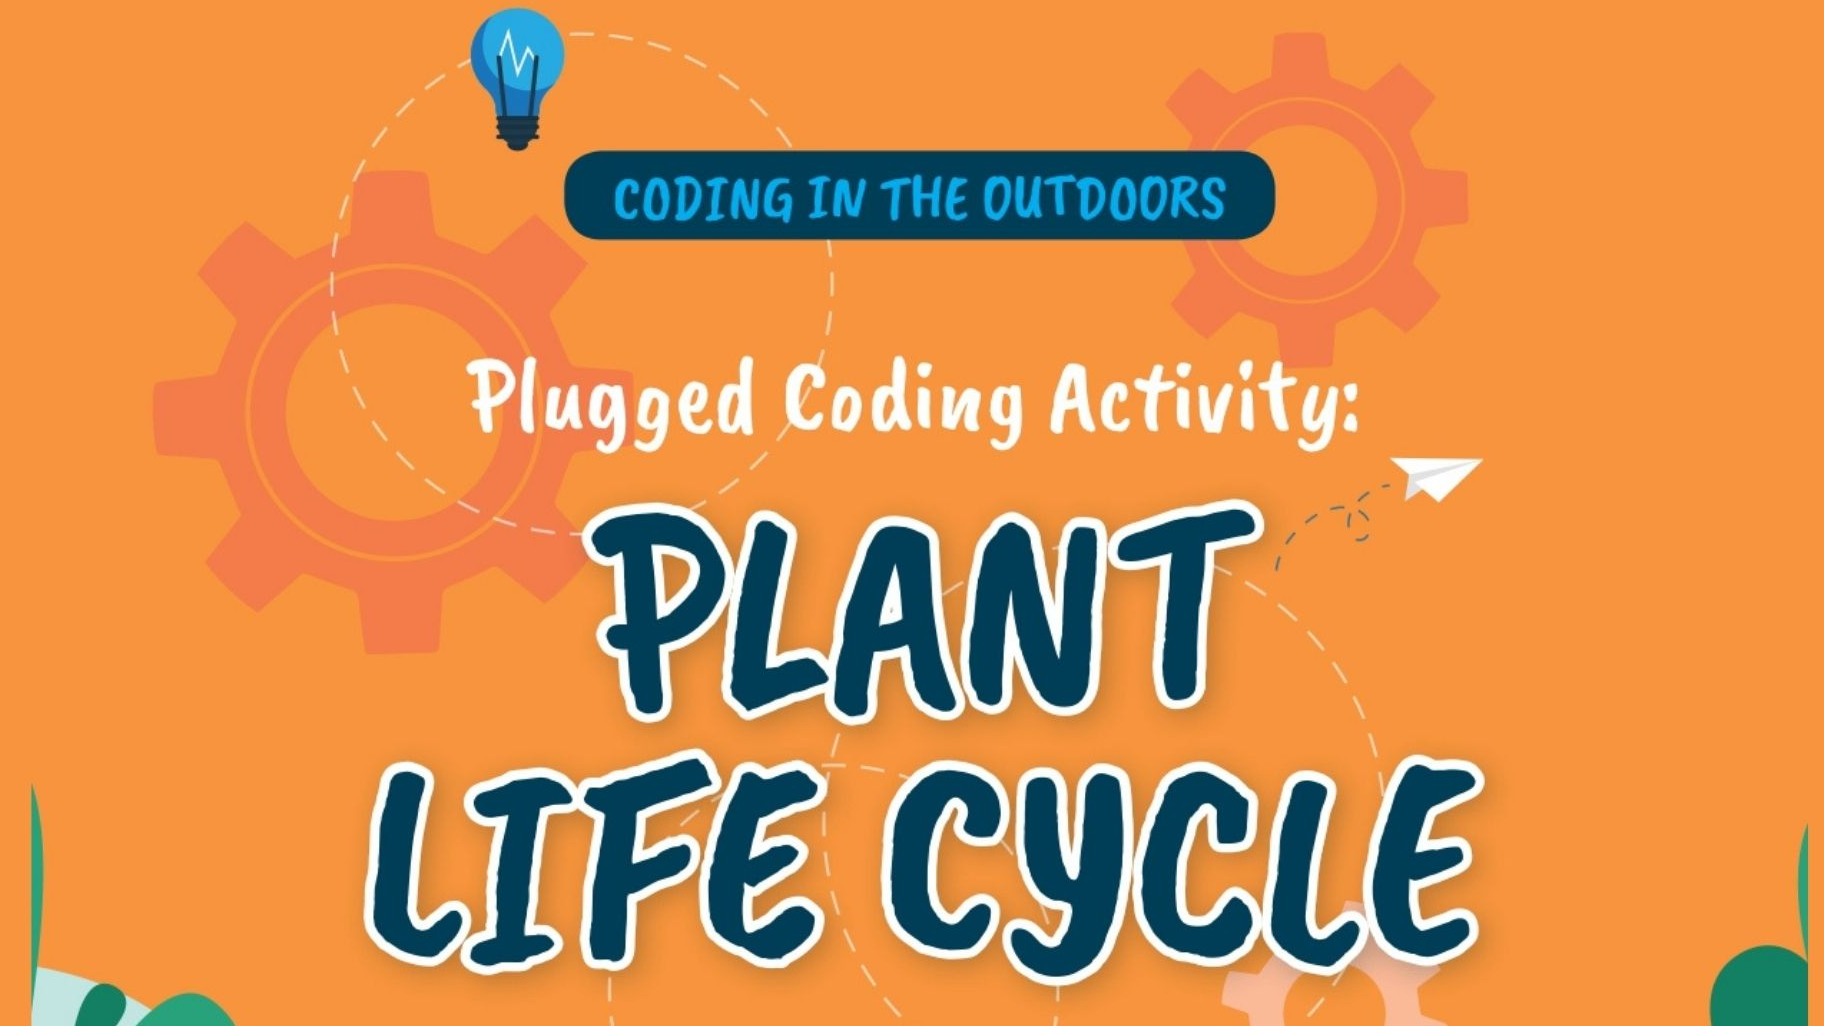 CODING IN THE OUTDOORS
Plugged Coding Activity:
PLANT
LIFE CYCLE